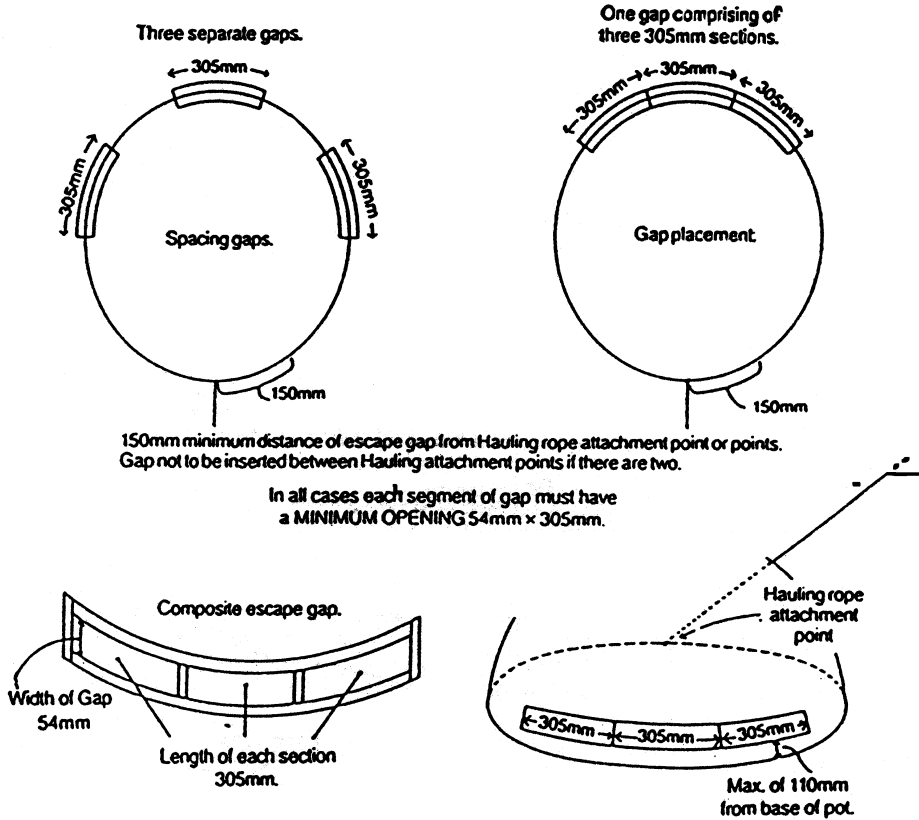 Three separate gaps.
305mm
305mm
305mm
Spacing gaps.
150mm
One gap comprising of
three 305mm sections.
305mm
305mm
305mm
Gap placement.
150mm
150mm minimum distance of escape gap from Hauling rope attachment point or points.
Gap not to be inserted between Hauling attachment points if there are two.
In all cases each segment of gap must have
a MINIMUM OPENING 54mm × 305mm.
Composite escape gap.
Width of Gap
54mm
Length of each section
305mm.
Hauling rope
attachment
point
305mm
305mm
305mm
Max. of 110mm
from base of pot.